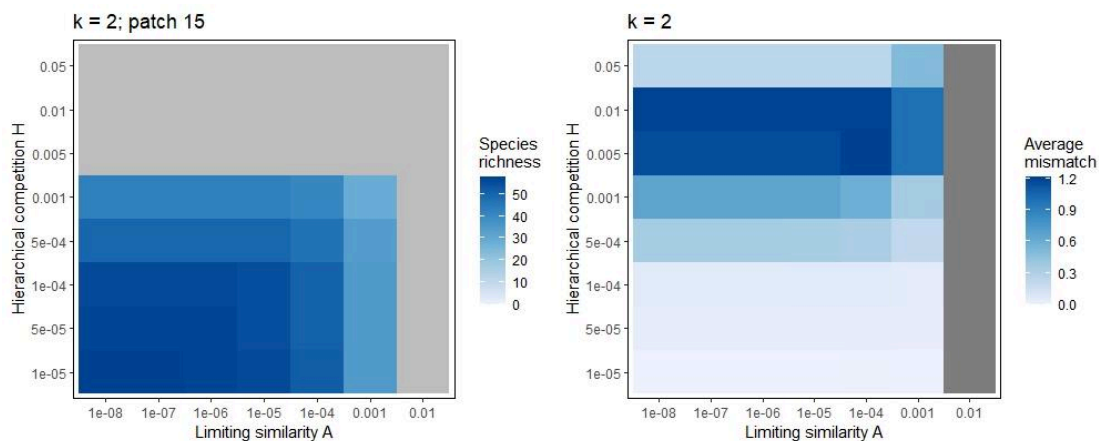 k = 2; patch 15
Hierarchical competition H
0.05
0.01
0.005
0.001
5e-04
1e-04
5e-05
1e-05
1e-08
1e-07
1e-06
1e-05
1e-04
0.001
0.01
Limiting similarity A
Species
richness
50
40
30
20
10
0
k = 2
Hierarchical competition H
0.05
0.01
0.005
0.001
5e-04
1e-04
5e-05
1e-05
1e-08
1e-07
1e-06
1e-05
1e-04
0.001
0.01
Limiting similarity A
Average
mismatch
1.2
0.9
0.6
0.3
0.0